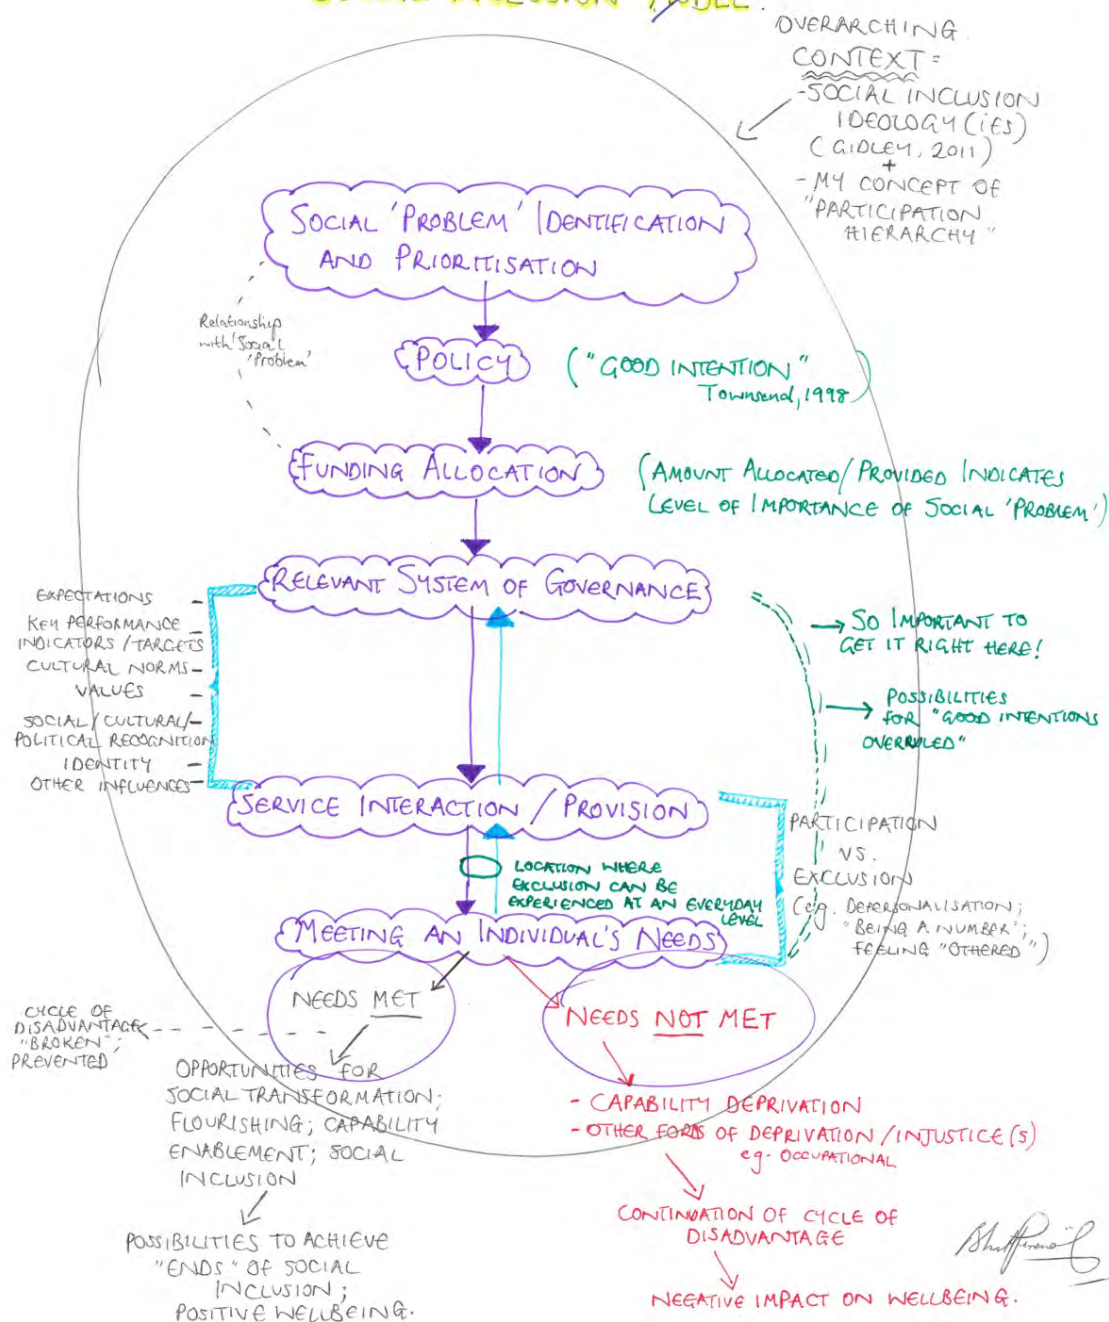 MODEL.
OVERARCHING
CONTEXT =
- SOCIAL INCLUSION
IDEOLOGY (iES)
(GIDLEY, 2011)
+
- MY CONCEPT OF
"PARTICIPATION
HIERARCHY"
SOCIAL 'PROBLEM' IDENTIFICATION
AND PRIORITISATION
Relationship
with 'Social
'Problem'
POLICY
("GOOD INTENTION"
Townsend, 1998)
FUNDING ALLOCATION
(AMOUNT ALLOCATED/PROVIDED INDICATES
LEVEL OF IMPORTANCE OF SOCIAL 'PROBLEM')
RELEVANT SYSTEM OF GOVERNANCE
EXPECTATIONS -
KEY PERFORMANCE -
INDICATORS / TARGETS
CULTURAL NORMS -
VALUES -
SOCIAL / CULTURAL / -
POLITICAL RECOGNITION
IDENTITY -
OTHER INFLUENCES -
→ SO IMPORTANT TO
GET IT RIGHT HERE!
→ POSSIBILITIES
FOR "GOOD INTENTIONS
OVERRULED"
SERVICE INTERACTION / PROVISION
LOCATION WHERE
EXCLUSION CAN BE
EXPERIENCED AT AN EVERYDAY
LEVEL
PARTICIPATION
VS.
EXCLUSION
(eg. DEPERSONALISATION;
"BEING A NUMBER";
FEELING "OTHERED")
MEETING AN INDIVIDUAL'S NEEDS
NEEDS MET
CYCLE OF
DISADVANTAGE
"BROKEN";
PREVENTED
OPPORTUNITIES FOR
SOCIAL TRANSFORMATION;
FLOURISHING; CAPABILITY
ENABLEMENT; SOCIAL
INCLUSION
POSSIBILITIES TO ACHIEVE
"ENDS" OF SOCIAL
INCLUSION;
POSITIVE WELLBEING.
NEEDS NOT MET
- CAPABILITY DEPRIVATION
- OTHER FORMS OF DEPRIVATION / INJUSTICE(S)
eg- OCCUPATIONAL
CONTINUATION OF CYCLE OF
DISADVANTAGE
NEGATIVE IMPACT ON WELLBEING.